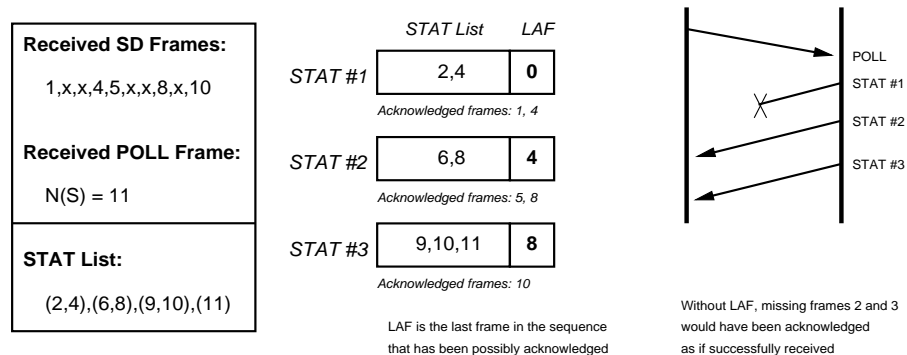 Received SD Frames:
1,x,x,4,5,x,x,8,x,10
Received POLL Frame:
N(S) = 11
STAT List:
(2,4),(6,8),(9,10),(11)
STAT List LAF
STAT #1 2,4 0
Acknowledged frames: 1, 4
STAT #2 6,8 4
Acknowledged frames: 5, 8
STAT #3 9,10,11 8
Acknowledged frames: 10
LAF is the last frame in the sequence
that has been possibly acknowledged
POLL
STAT #1
STAT #2
STAT #3
Without LAF, missing frames 2 and 3
would have been acknowledged
as if successfully received